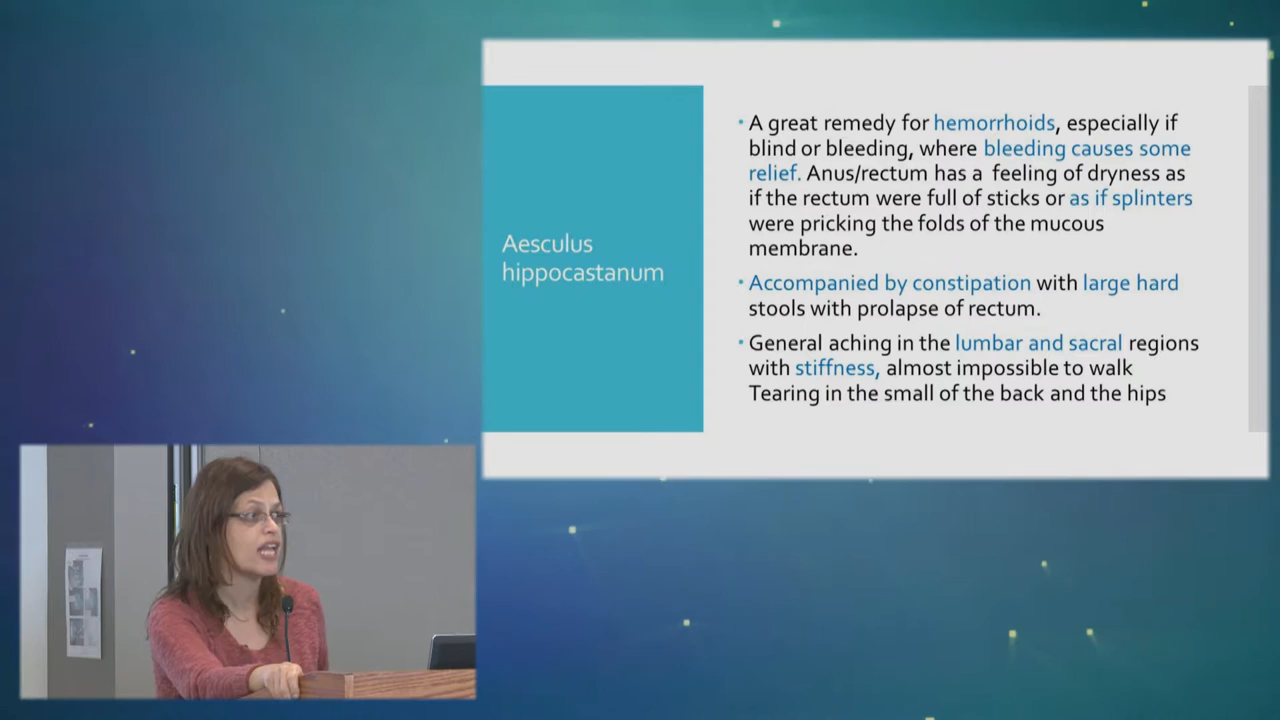 Aesculus
hippocastanum
• A great remedy for hemorrhoids, especially if
blind or bleeding, where bleeding causes some
relief. Anus/rectum has a feeling of dryness as
if the rectum were full of sticks or as if splinters
were pricking the folds of the mucous
membrane.
• Accompanied by constipation with large hard
stools with prolapse of rectum.
• General aching in the lumbar and sacral regions
with stiffness, almost impossible to walk
Tearing in the small of the back and the hips